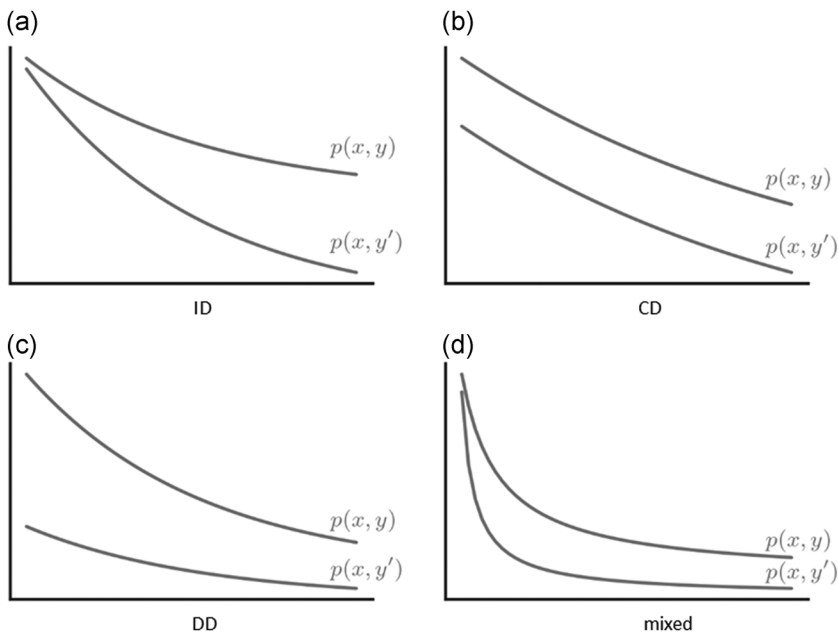 (a)
p(x, y)
p(x, y′)
ID
(b)
p(x, y)
p(x, y′)
CD
(c)
p(x, y)
p(x, y′)
DD
(d)
p(x, y)
p(x, y′)
mixed